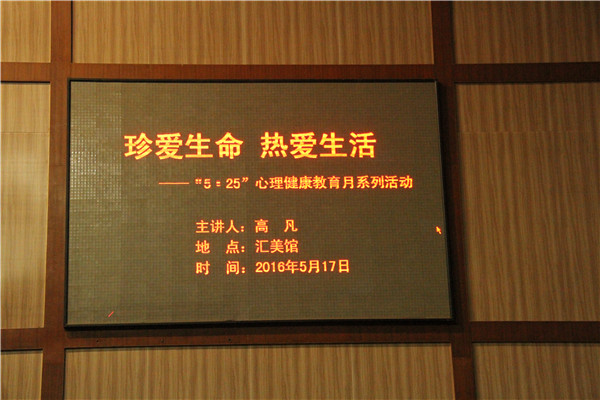 珍爱生命 热爱生活
——“5·25”心理健康教育月系列活动
主讲人：高 凡
地 点：汇美馆
时 间：2016年5月17日